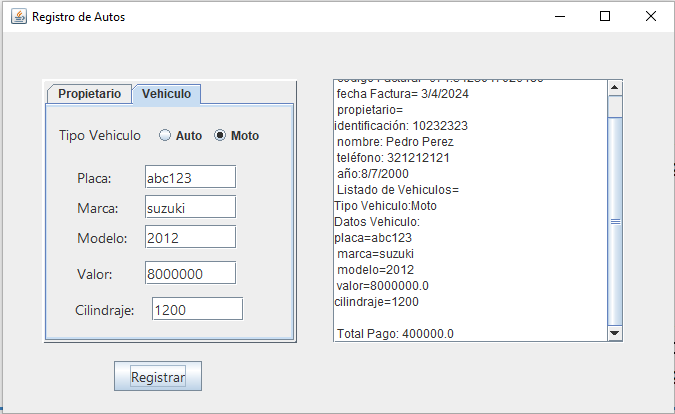 Registro de Autos
Propietario
Vehiculo
Tipo Vehiculo
Auto
Moto
Placa:
abc123
Marca:
suzuki
Modelo:
2012
Valor:
8000000
Cilindraje:
1200
Registrar
fecha Factura= 3/4/2024
propietario=
identificación: 10232323
nombre: Pedro Perez
teléfono: 321212121
año:8/7/2000
Listado de Vehiculos=
Tipo Vehiculo:Moto
Datos Vehiculo:
placa=abc123
marca=suzuki
modelo=2012
valor=8000000.0
cilindraje=1200
Total Pago: 400000.0